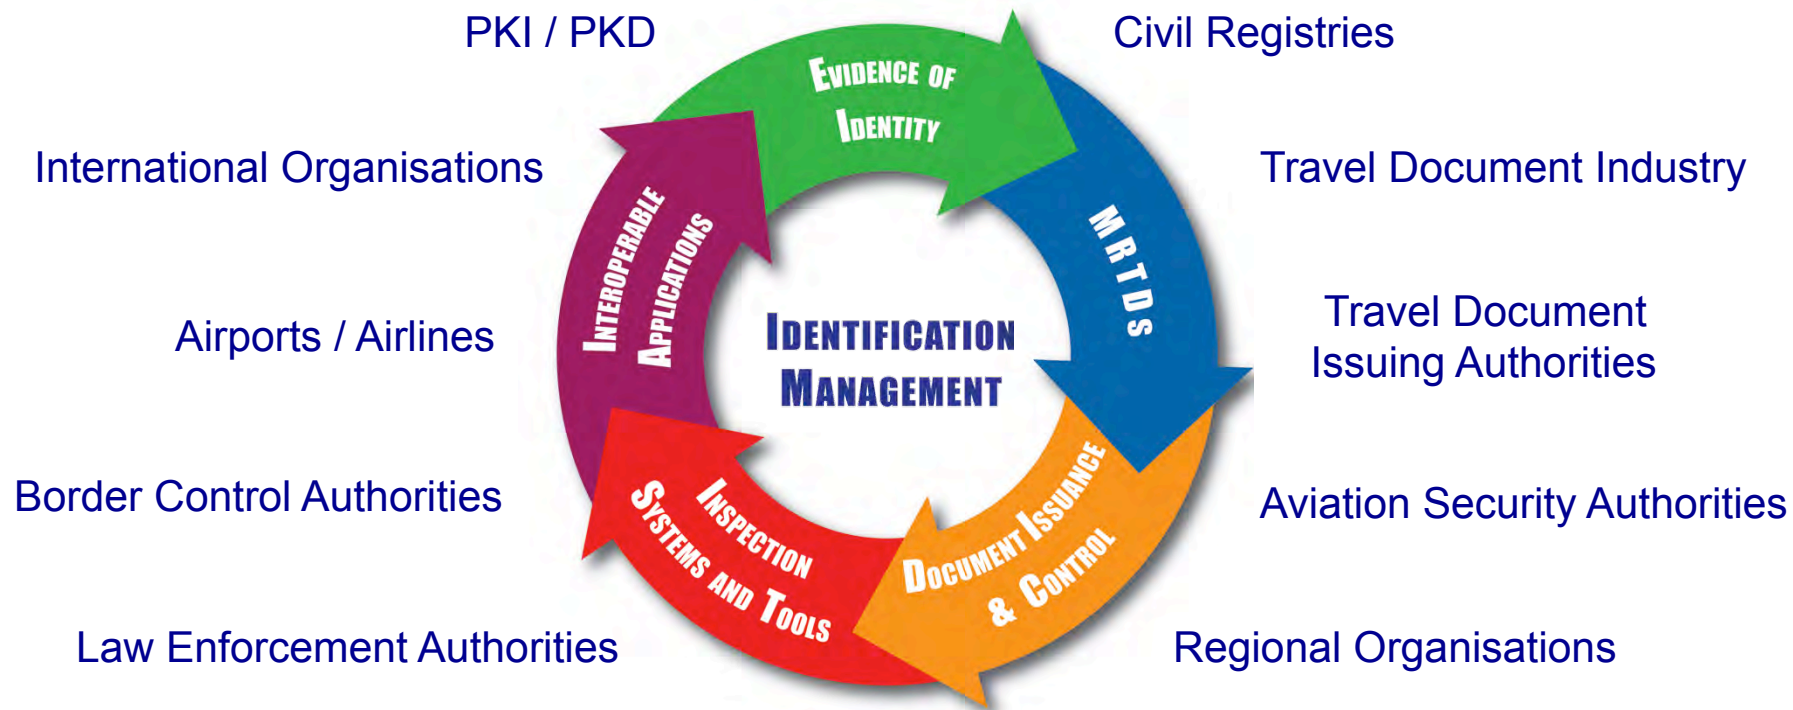 PKI / PKD
Civil Registries
International Organisations
Travel Document Industry
Airports / Airlines
Travel Document
Issuing Authorities
Border Control Authorities
Aviation Security Authorities
Law Enforcement Authorities
Regional Organisations
EVIDENCE OF
IDENTITY
MRTDS
DOCUMENT ISSUANCE
& CONTROL
INSPECTION
SYSTEMS AND TOOLS
INTEROPERABLE
APPLICATIONS
IDENTIFICATION
MANAGEMENT